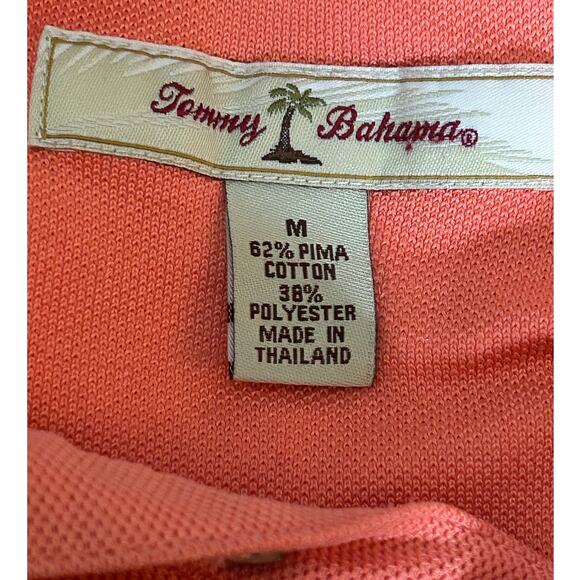 Tommy Bahama®
M
62% PIMA
COTTON
38%
POLYESTER
MADE IN
THAILAND